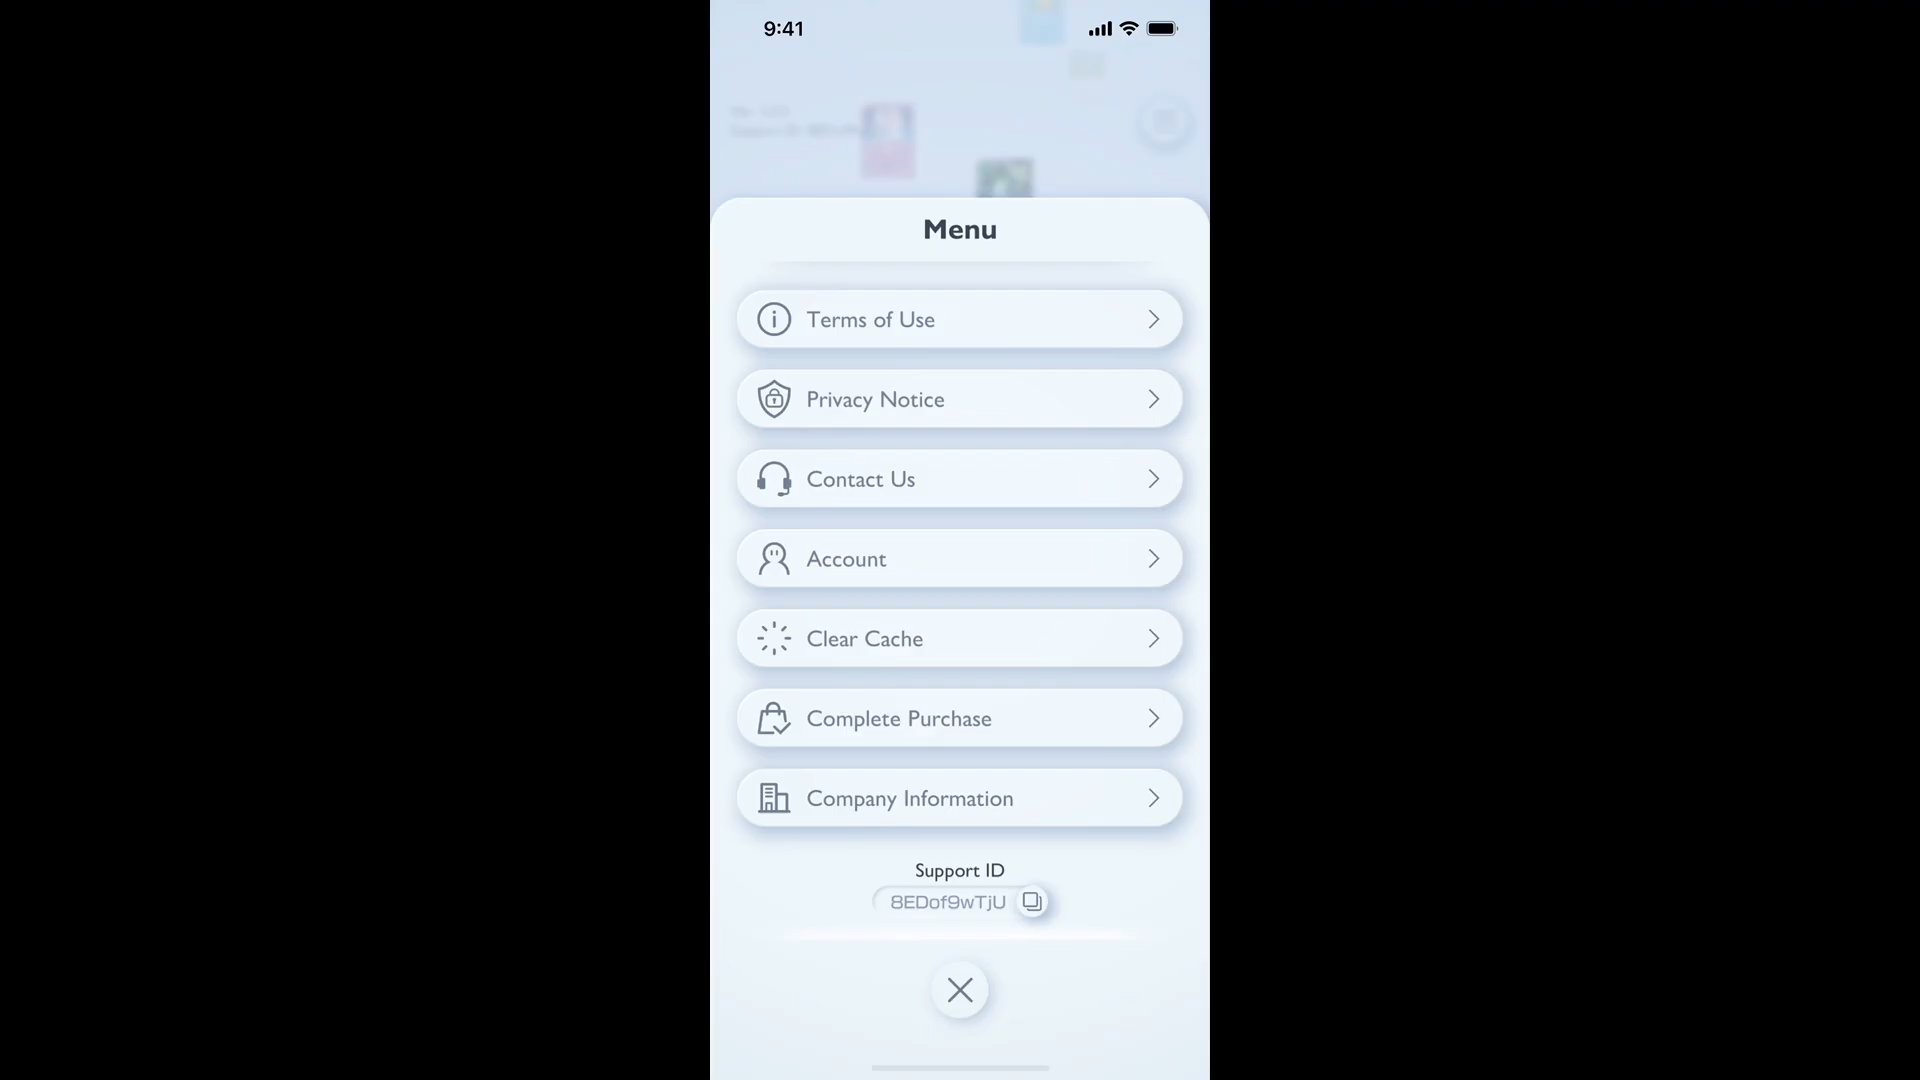 9:41
Menu
Terms of Use
Privacy Notice
Contact Us
Account
Clear Cache
Complete Purchase
Company Information
Support ID
8EDof9wTjU